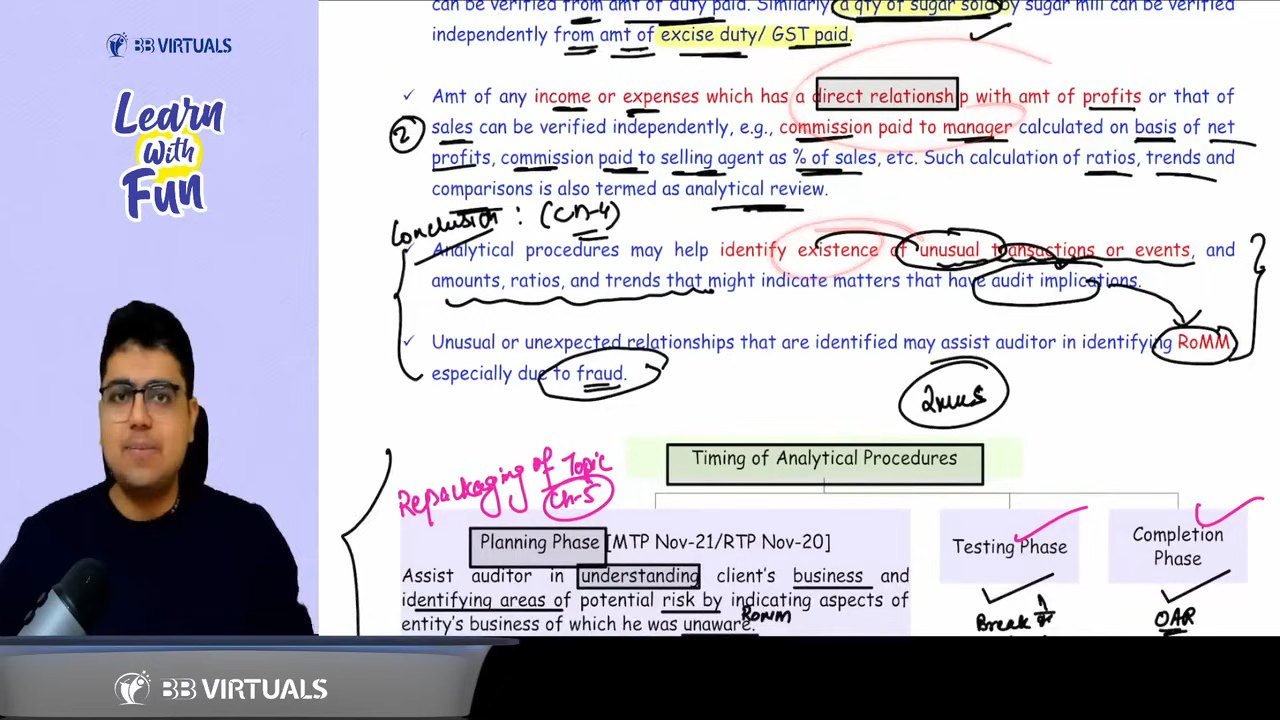 BB VIRTUALS
Learn
With
Fun
can be verified from amt of duty paid. Similarly a qty of sugar sold by sugar mill can be verified
independently from amt of excise duty/ GST paid.
✓ Amt of any income or expenses which has a direct relationship with amt of profits or that of
2 sales can be verified independently, e.g., commission paid to manager calculated on basis of net
profits, commission paid to selling agent as % of sales, etc. Such calculation of ratios, trends and
comparisons is also termed as analytical review.
Conclusion : (Ch-4)
✓ Analytical procedures may help identify existence of unusual transactions or events, and
amounts, ratios, and trends that might indicate matters that have audit implications.
✓ Unusual or unexpected relationships that are identified may assist auditor in identifying RoMM
especially due to fraud.
Timing of Analytical Procedures
Repackaging of Topic
Ch-5
Planning Phase [MTP Nov-21/RTP Nov-20]
Testing Phase
Completion
Phase
Assist auditor in understanding client's business and
identifying areas of potential risk by indicating aspects of
entity's business of which he was unaware.
RoMM
Break
OAR
BB VIRTUALS